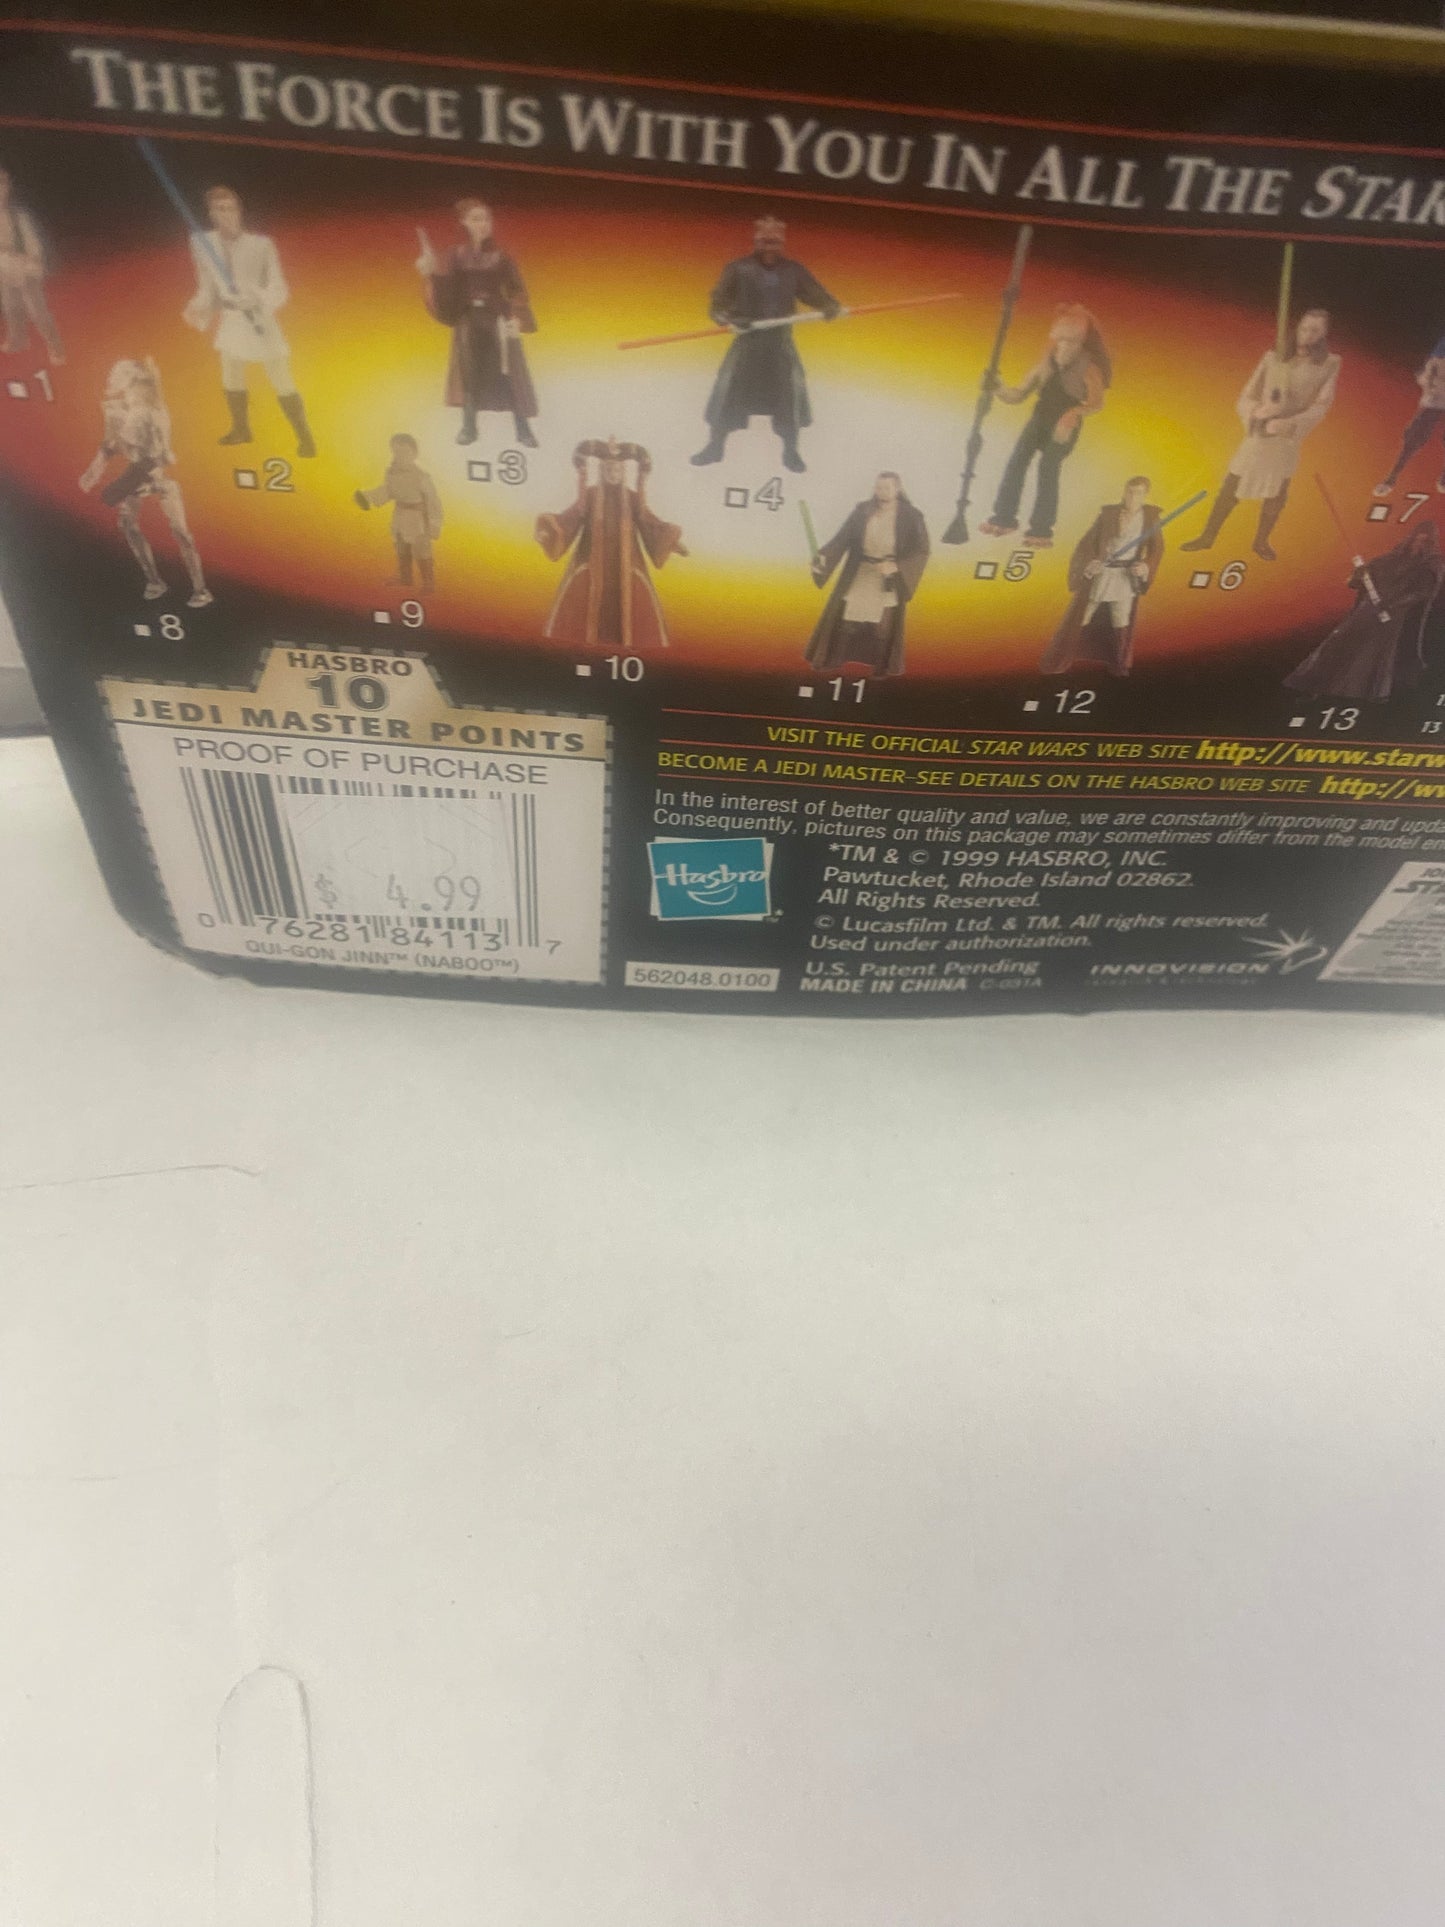 THE FORCE IS WITH YOU IN ALL THE STAR
1
2
3
4
5
6
7
8
9
10
11
12
13
HASBRO
10
JEDI MASTER POINTS
PROOF OF PURCHASE
$ 4.99
0 76281 84113 7
QUI-GON JINN™ (NABOO™)
VISIT THE OFFICIAL STAR WARS WEB SITE http://www.starw
BECOME A JEDI MASTER–SEE DETAILS ON THE HASBRO WEB SITE http://ww
In the interest of better quality and value, we are constantly improving and upda
Consequently, pictures on this package may sometimes differ from the model en
Hasbro
*TM & © 1999 HASBRO, INC.
Pawtucket, Rhode Island 02862.
All Rights Reserved.
© Lucasfilm Ltd. & TM. All rights reserved.
Used under authorization.
U.S. Patent Pending
MADE IN CHINA C-031A
562048.0100
INNOVISION